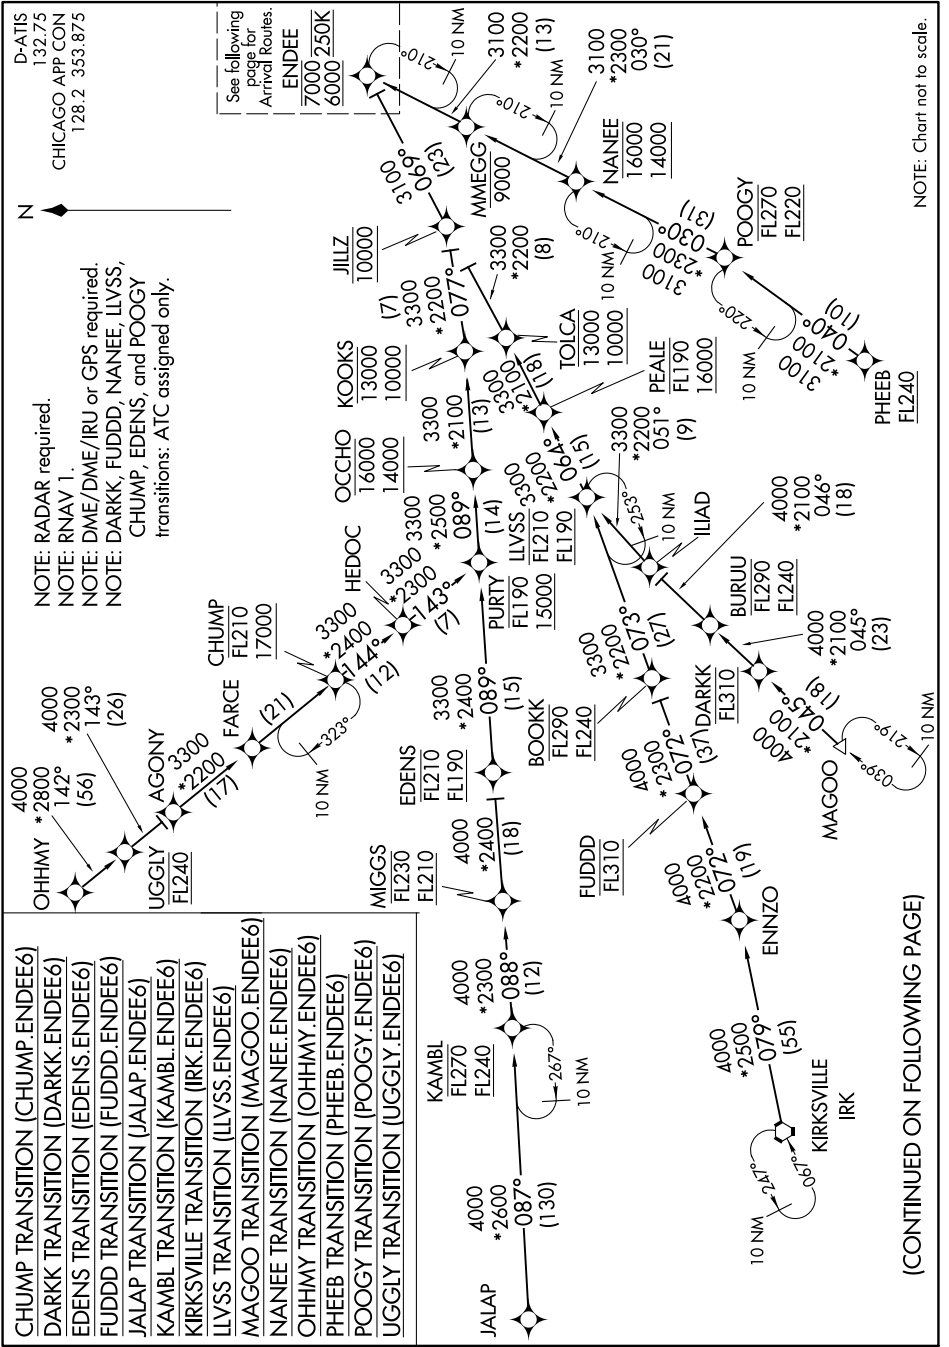 CHUMP TRANSITION (CHUMP.ENDEE6)
DARKK TRANSITION (DARKK.ENDEE6)
EDENS TRANSITION (EDENS.ENDEE6)
FUDDD TRANSITION (FUDDD.ENDEE6)
JALAP TRANSITION (JALAP.ENDEE6)
KAMBL TRANSITION (KAMBL.ENDEE6)
KIRKSVILLE TRANSITION (IRK.ENDEE6)
LLVSS TRANSITION (LLVSS.ENDEE6)
MAGOO TRANSITION (MAGOO.ENDEE6)
NANEE TRANSITION (NANEE.ENDEE6)
OHHMY TRANSITION (OHHMY.ENDEE6)
PHEEB TRANSITION (PHEEB.ENDEE6)
POOGY TRANSITION (POOGY.ENDEE6)
UGGLY TRANSITION (UGGLY.ENDEE6)
NOTE: RADAR required.
NOTE: RNAV 1.
NOTE: DME/DME/IRU or GPS required.
NOTE: DARKK, FUDDD, NANEE, LLVSS,
CHUMP, EDENS, and POOGY
transitions: ATC assigned only.
N
D-ATIS
132.75
CHICAGO APP CON
128.2 353.875
See following
page for
Arrival Routes.
ENDEE
7000 250K
6000
210°
10 NM
3100
*2200
(13)
MMEGG
9000
210°
10 NM
3100
*2300
030°
(21)
NANEE
16000
14000
210°
10 NM
3100
*2300
030°
(31)
POOGY
FL270
FL220
220°
10 NM
3100
*2100
040°
(10)
PHEEB
FL240
3100
069°
(23)
JILLZ
10000
(7)
3300
*2200
077°
KOOKS
13000
10000
3300
*2100
(13)
OCCHO
16000
14000
3300
*2500
089°
(14)
PURTY
FL190
15000
3300
*2300
143°
(7)
HEDOC
3300
*2400
144°
(12)
CHUMP
FL210
17000
323°
10 NM
(21)
FARCE
3300
*2200
(17)
AGONY
4000
*2300
143°
(26)
UGGLY
FL240
4000
*2800
142°
(56)
OHHMY
3300
*2400
089°
(15)
EDENS
FL210
FL190
4000
*2400
(18)
MIGGS
FL230
FL210
4000
*2300
088°
(12)
KAMBL
FL270
FL240
267°
10 NM
4000
*2600
087°
(130)
JALAP
3300
*2200
(8)
TOLCA
13000
10000
3300
*2100
(18)
PEALE
FL190
16000
3300
*2200
064°
(15)
LLVSS
FL210
FL190
253°
10 NM
3300
*2200
051°
(9)
ILIAD
4000
*2100
046°
(18)
BURUU
FL290
FL240
4000
*2100
045°
(23)
DARKK
FL310
4000
*2100
045°
(18)
MAGOO
039°
219°
10 NM
3300
*2200
073°
(27)
BOOKK
FL290
FL240
4000
*2300
072°
(37)
FUDDD
FL310
4000
*2200
072°
(19)
ENNZO
4000
*2500
079°
(55)
KIRKSVILLE
IRK
247°
067°
10 NM
NOTE: Chart not to scale.
(CONTINUED ON FOLLOWING PAGE)